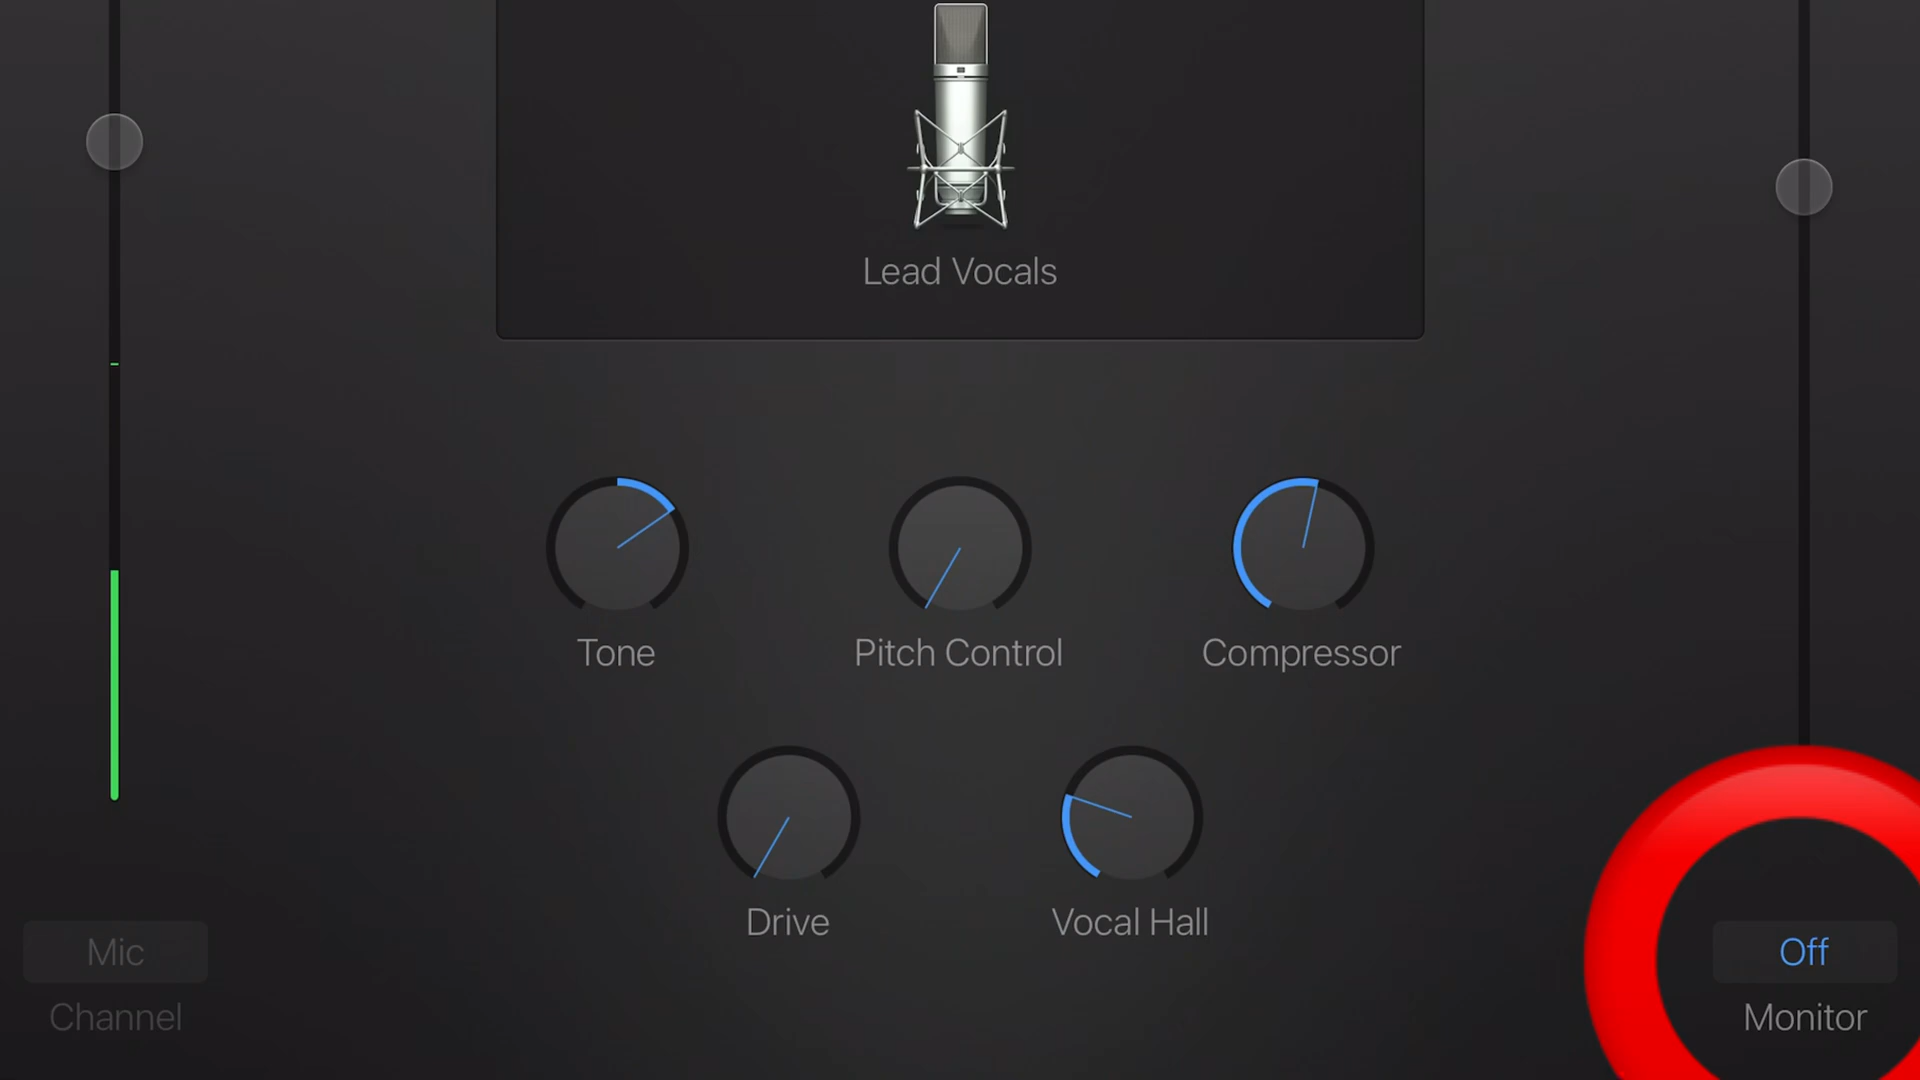 Lead Vocals
Tone
Pitch Control
Compressor
Drive
Vocal Hall
Mic
Channel
Off
Monitor